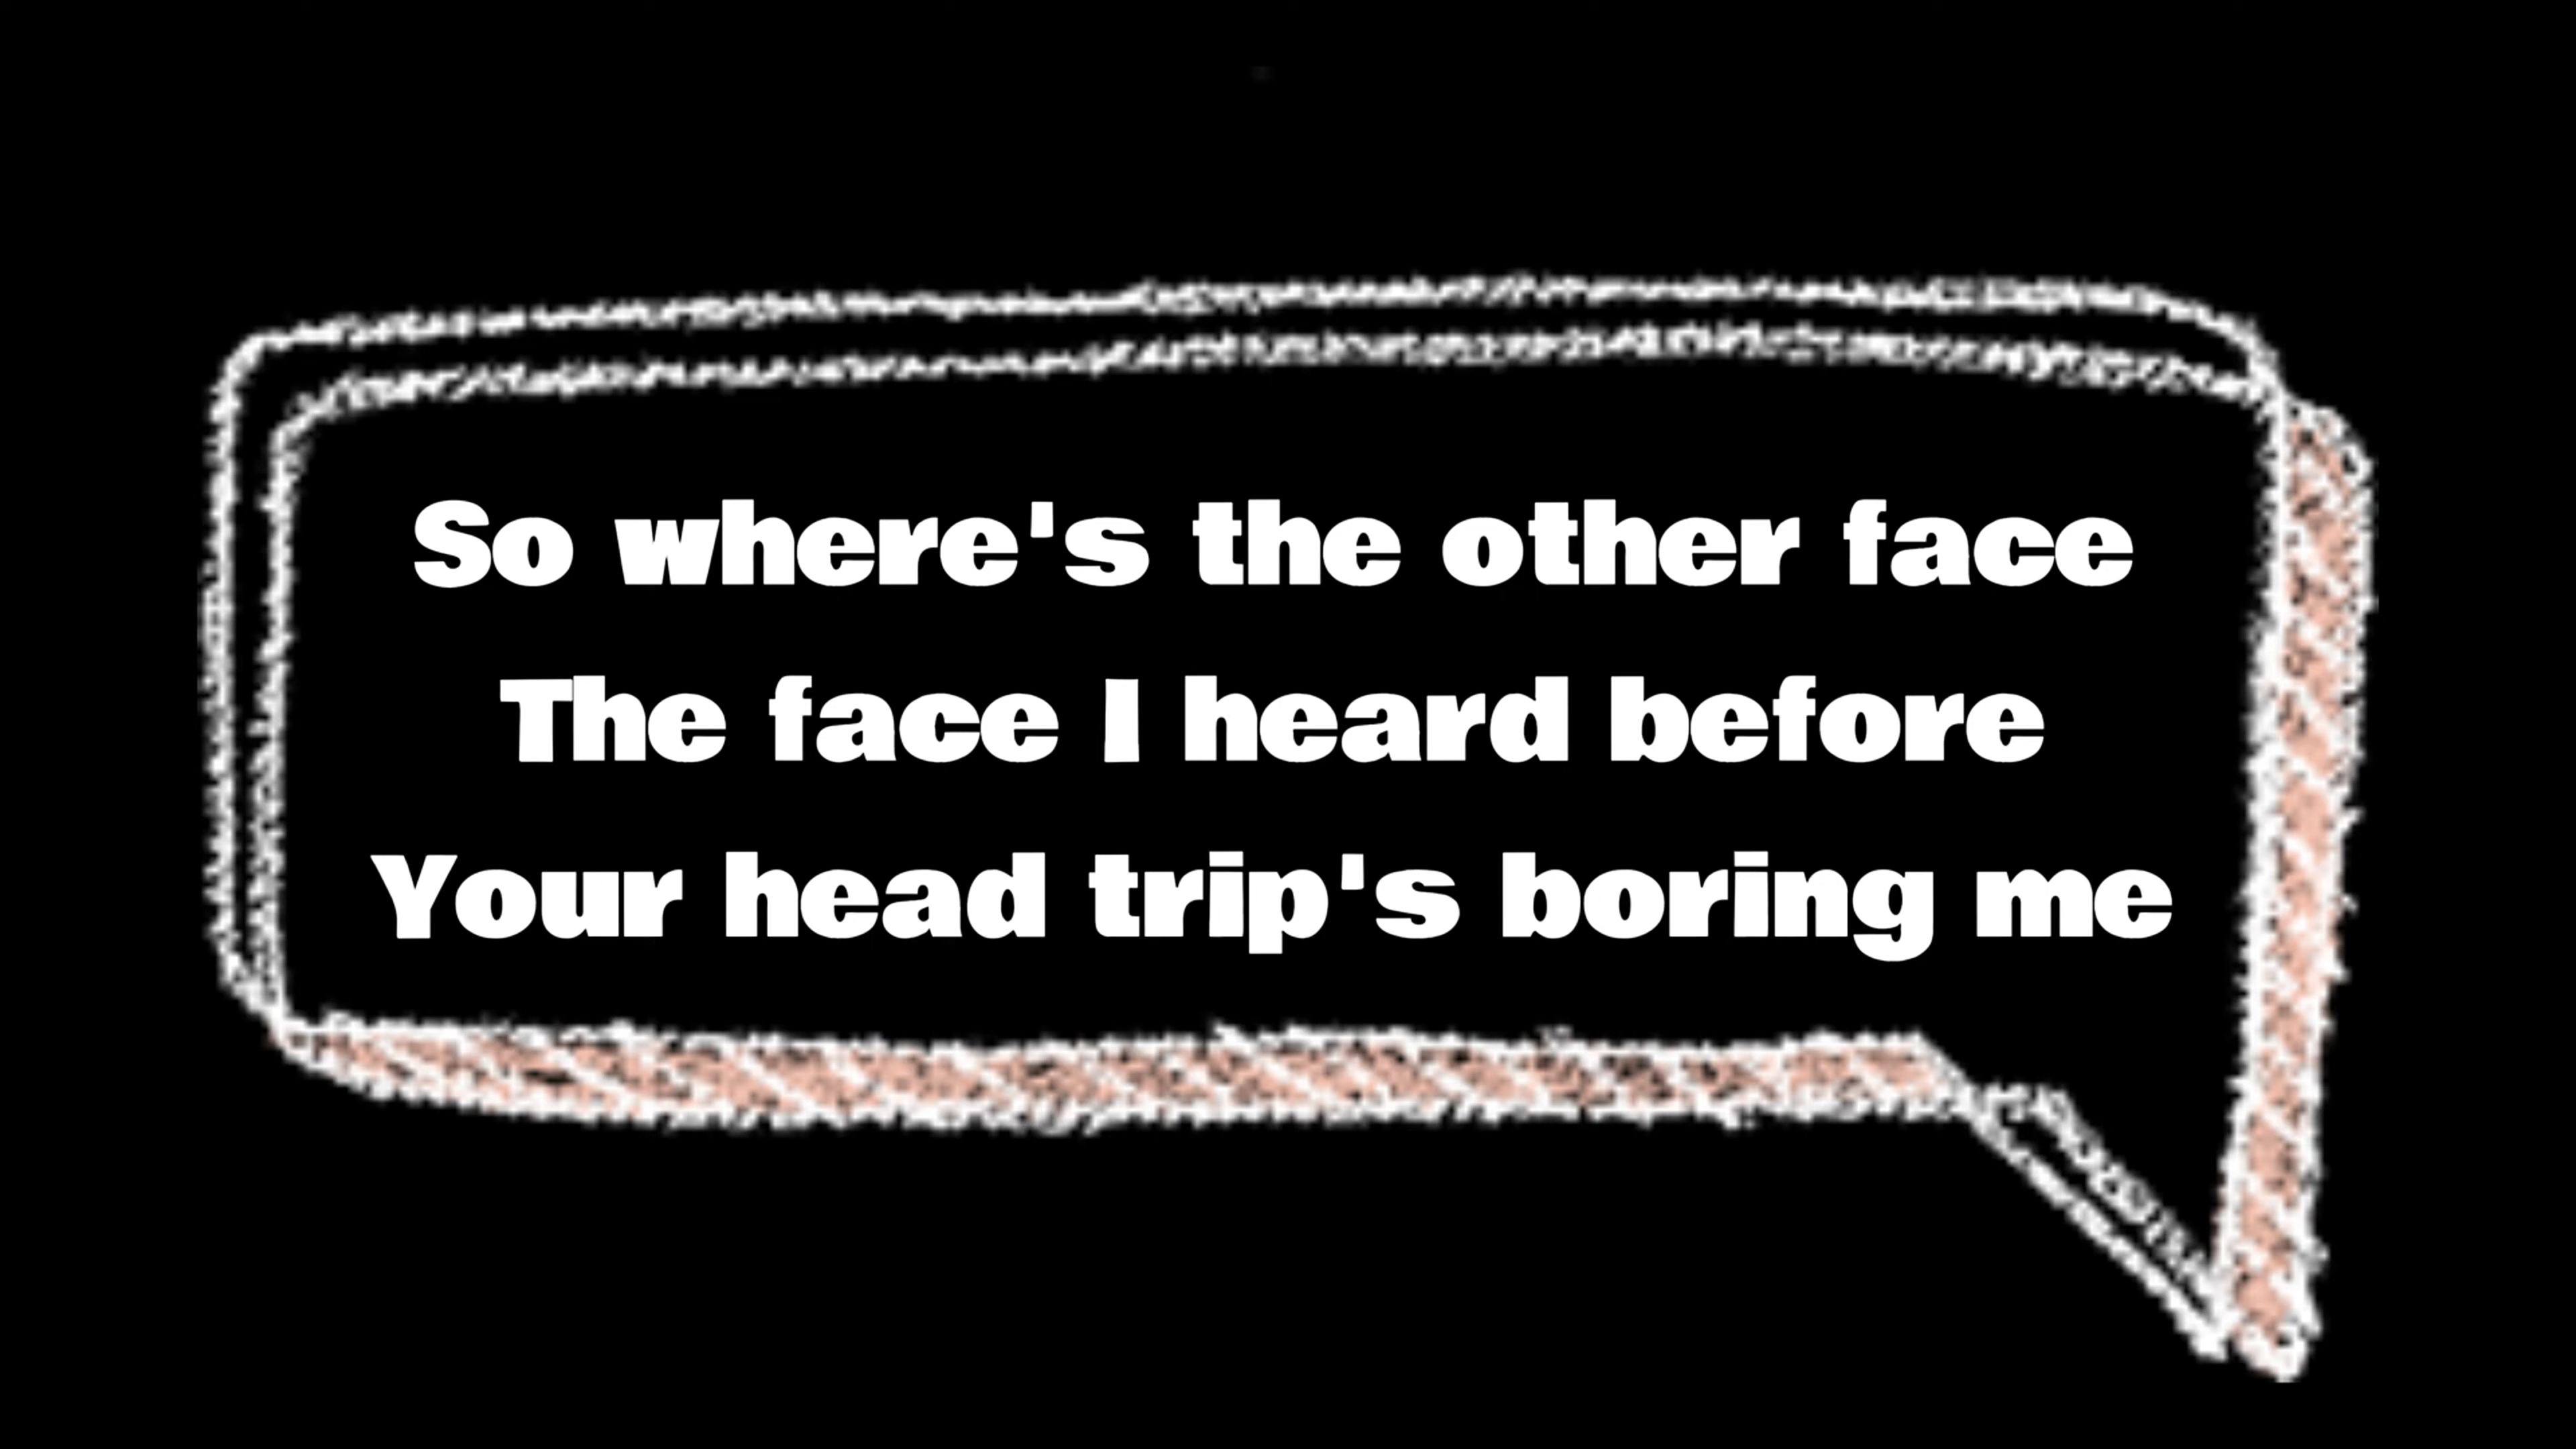 So where's the other face
The face I heard before
Your head trip's boring me